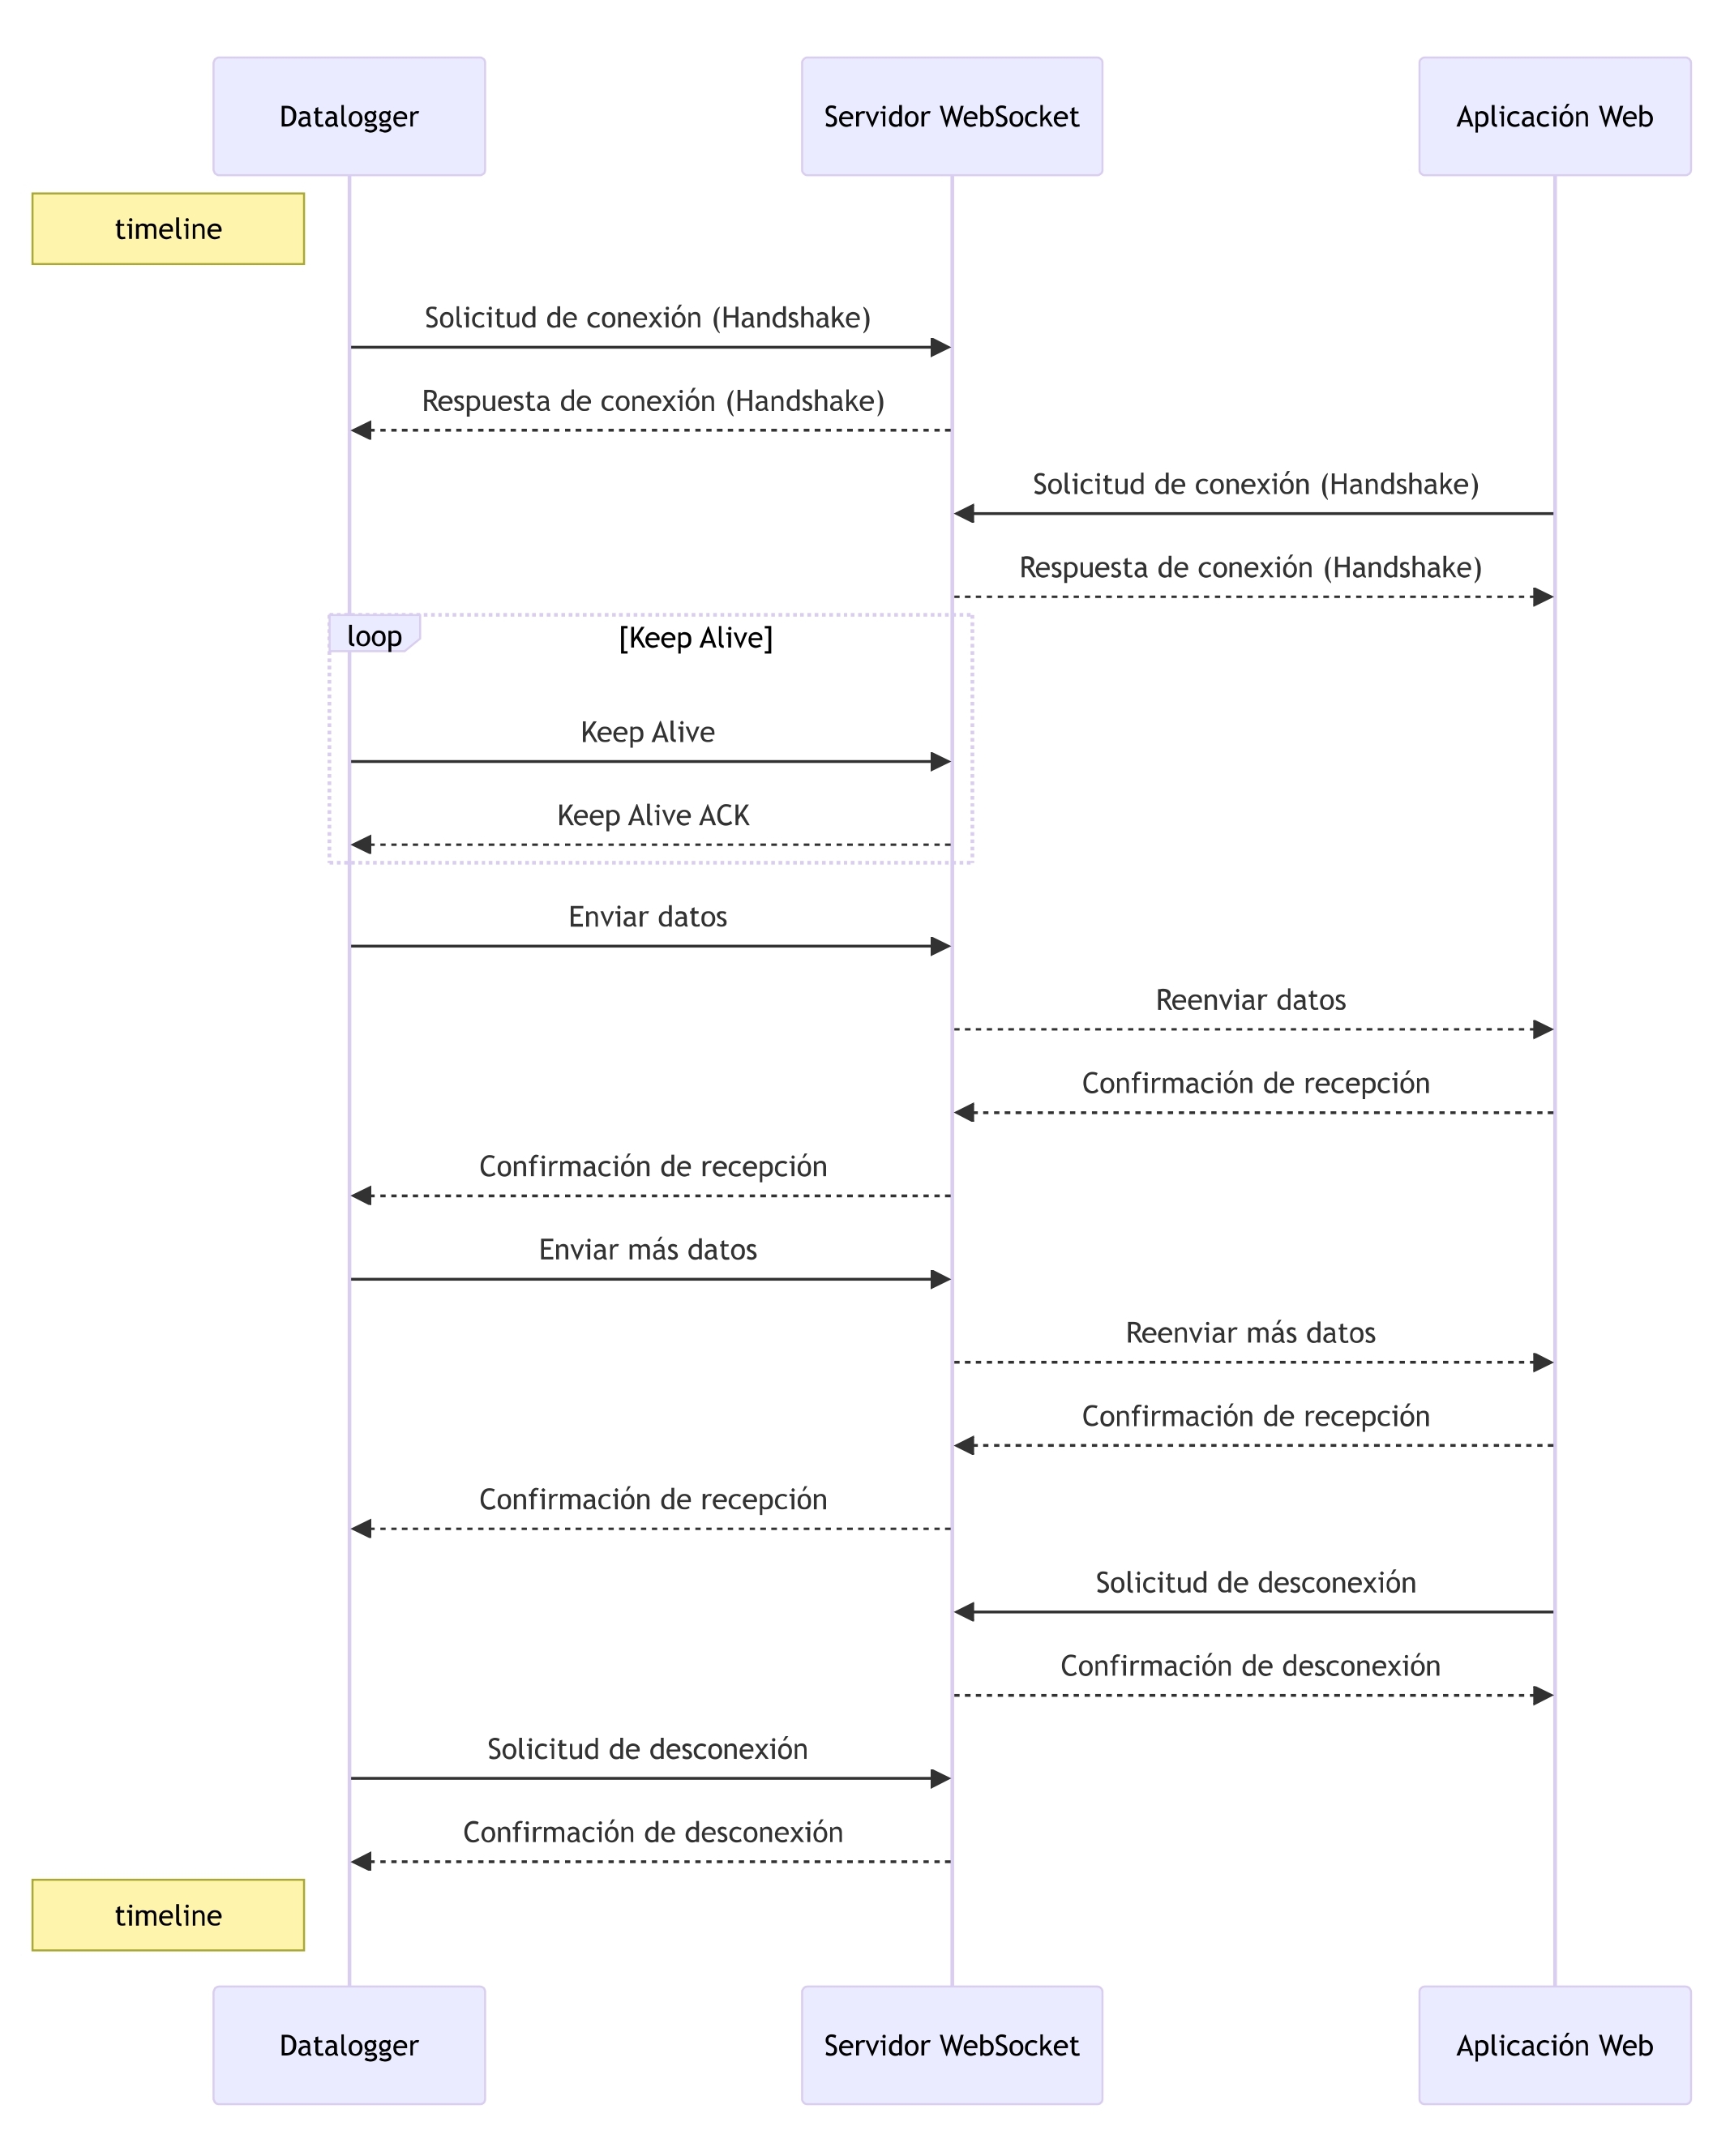 Datalogger
Servidor WebSocket
Aplicación Web
timeline
Solicitud de conexión (Handshake)
Respuesta de conexión (Handshake)
Solicitud de conexión (Handshake)
Respuesta de conexión (Handshake)
loop
[Keep Alive]
Keep Alive
Keep Alive ACK
Enviar datos
Reenviar datos
Confirmación de recepción
Confirmación de recepción
Enviar más datos
Reenviar más datos
Confirmación de recepción
Confirmación de recepción
Solicitud de desconexión
Confirmación de desconexión
Solicitud de desconexión
Confirmación de desconexión
timeline
Datalogger
Servidor WebSocket
Aplicación Web